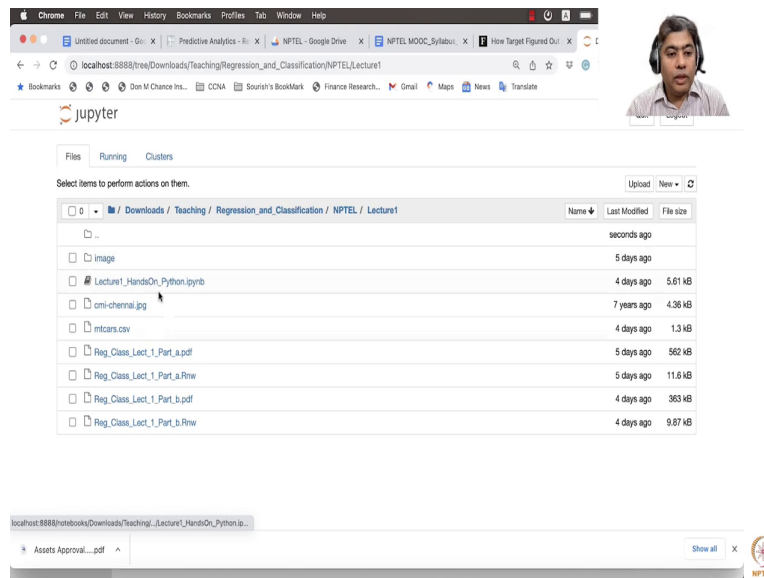 Chrome File Edit View History Bookmarks Profiles Tab Window Help
Untitled document - Go X Predictive Analytics - Re X NPTEL - Google Drive X NPTEL MOOC_Syllabus_ X How Target Figured Out X
localhost:8888/tree/Downloads/Teaching/Regression_and_Classification/NPTEL/Lecture1
Bookmarks Don M Chance Ins... CCNA Sourish's BookMark Finance Research... Gmail Maps News Translate
jupyter
Files Running Clusters
Select items to perform actions on them. Upload New
0 / Downloads / Teaching / Regression_and_Classification / NPTEL / Lecture1 Name Last Modified File size
.. seconds ago
image 5 days ago
Lecture1_HandsOn_Python.ipynb 4 days ago 5.61 kB
cmi-chennai.jpg 7 years ago 4.36 kB
mtcars.csv 4 days ago 1.3 kB
Reg_Class_Lect_1_Part_a.pdf 5 days ago 562 kB
Reg_Class_Lect_1_Part_a.Rnw 5 days ago 11.6 kB
Reg_Class_Lect_1_Part_b.pdf 4 days ago 363 kB
Reg_Class_Lect_1_Part_b.Rnw 4 days ago 9.87 kB
localhost:8888/notebooks/Downloads/Teaching/.../Lecture1_HandsOn_Python.ip...
Assets Approval.....pdf Show all X